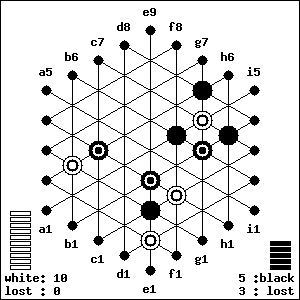 e9
d8 f8
c7 g7
b6 h6
a5 i5
a1 i1
b1 h1
c1 g1
d1 f1
e1
white: 10 5 :black
lost : 0 3 : lost